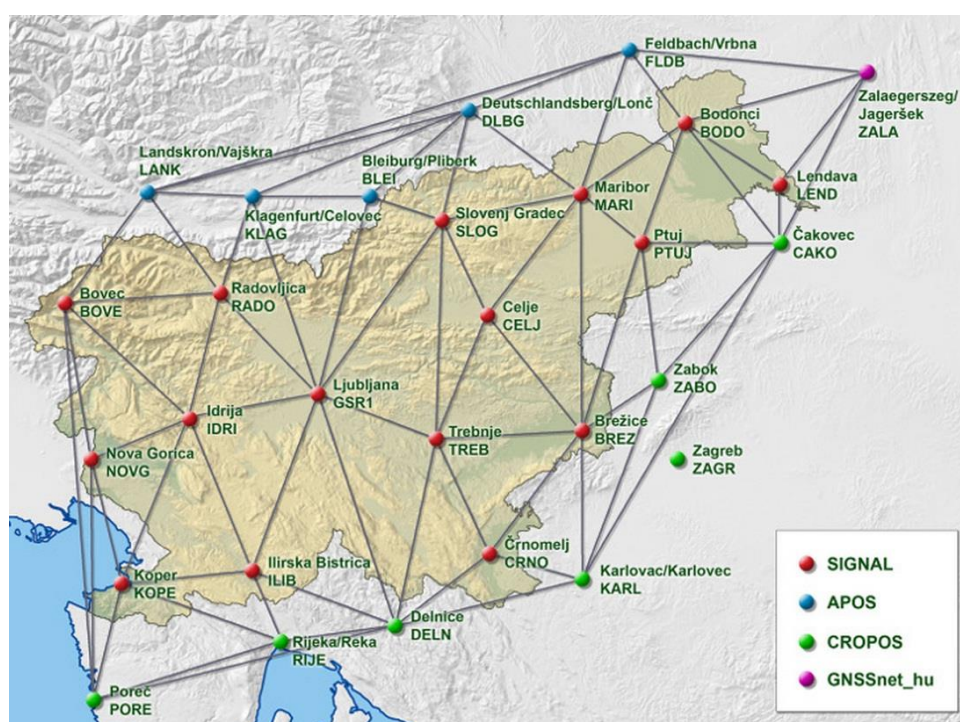 Feldbach/Vrbna
FLDB
Zalaegerszeg/
Jageršek
ZALA
Deutschlandsberg/Lonč
DLBG
Bodonci
BODO
Landskron/Vajškra
LANK
Bleiburg/Pliberk
BLEI
Lendava
LEND
Maribor
MARI
Klagenfurt/Celovec
KLAG
Slovenj Gradec
SLOG
Ptuj
PTUJ
Čakovec
CAKO
Bovec
BOVE
Radovljica
RADO
Celje
CELJ
Zabok
ZABO
Ljubljana
GSR1
Idrija
IDRI
Trebnje
TREB
Brežice
BREZ
Nova Gorica
NOVG
Zagreb
ZAGR
Črnomelj
CRNO
Ilirska Bistrica
ILIB
Koper
KOPE
Karlovac/Karlovec
KARL
Delnice
DELN
Rijeka/Reka
RIJE
Poreč
PORE
SIGNAL
APOS
CROPOS
GNSSnet_hu